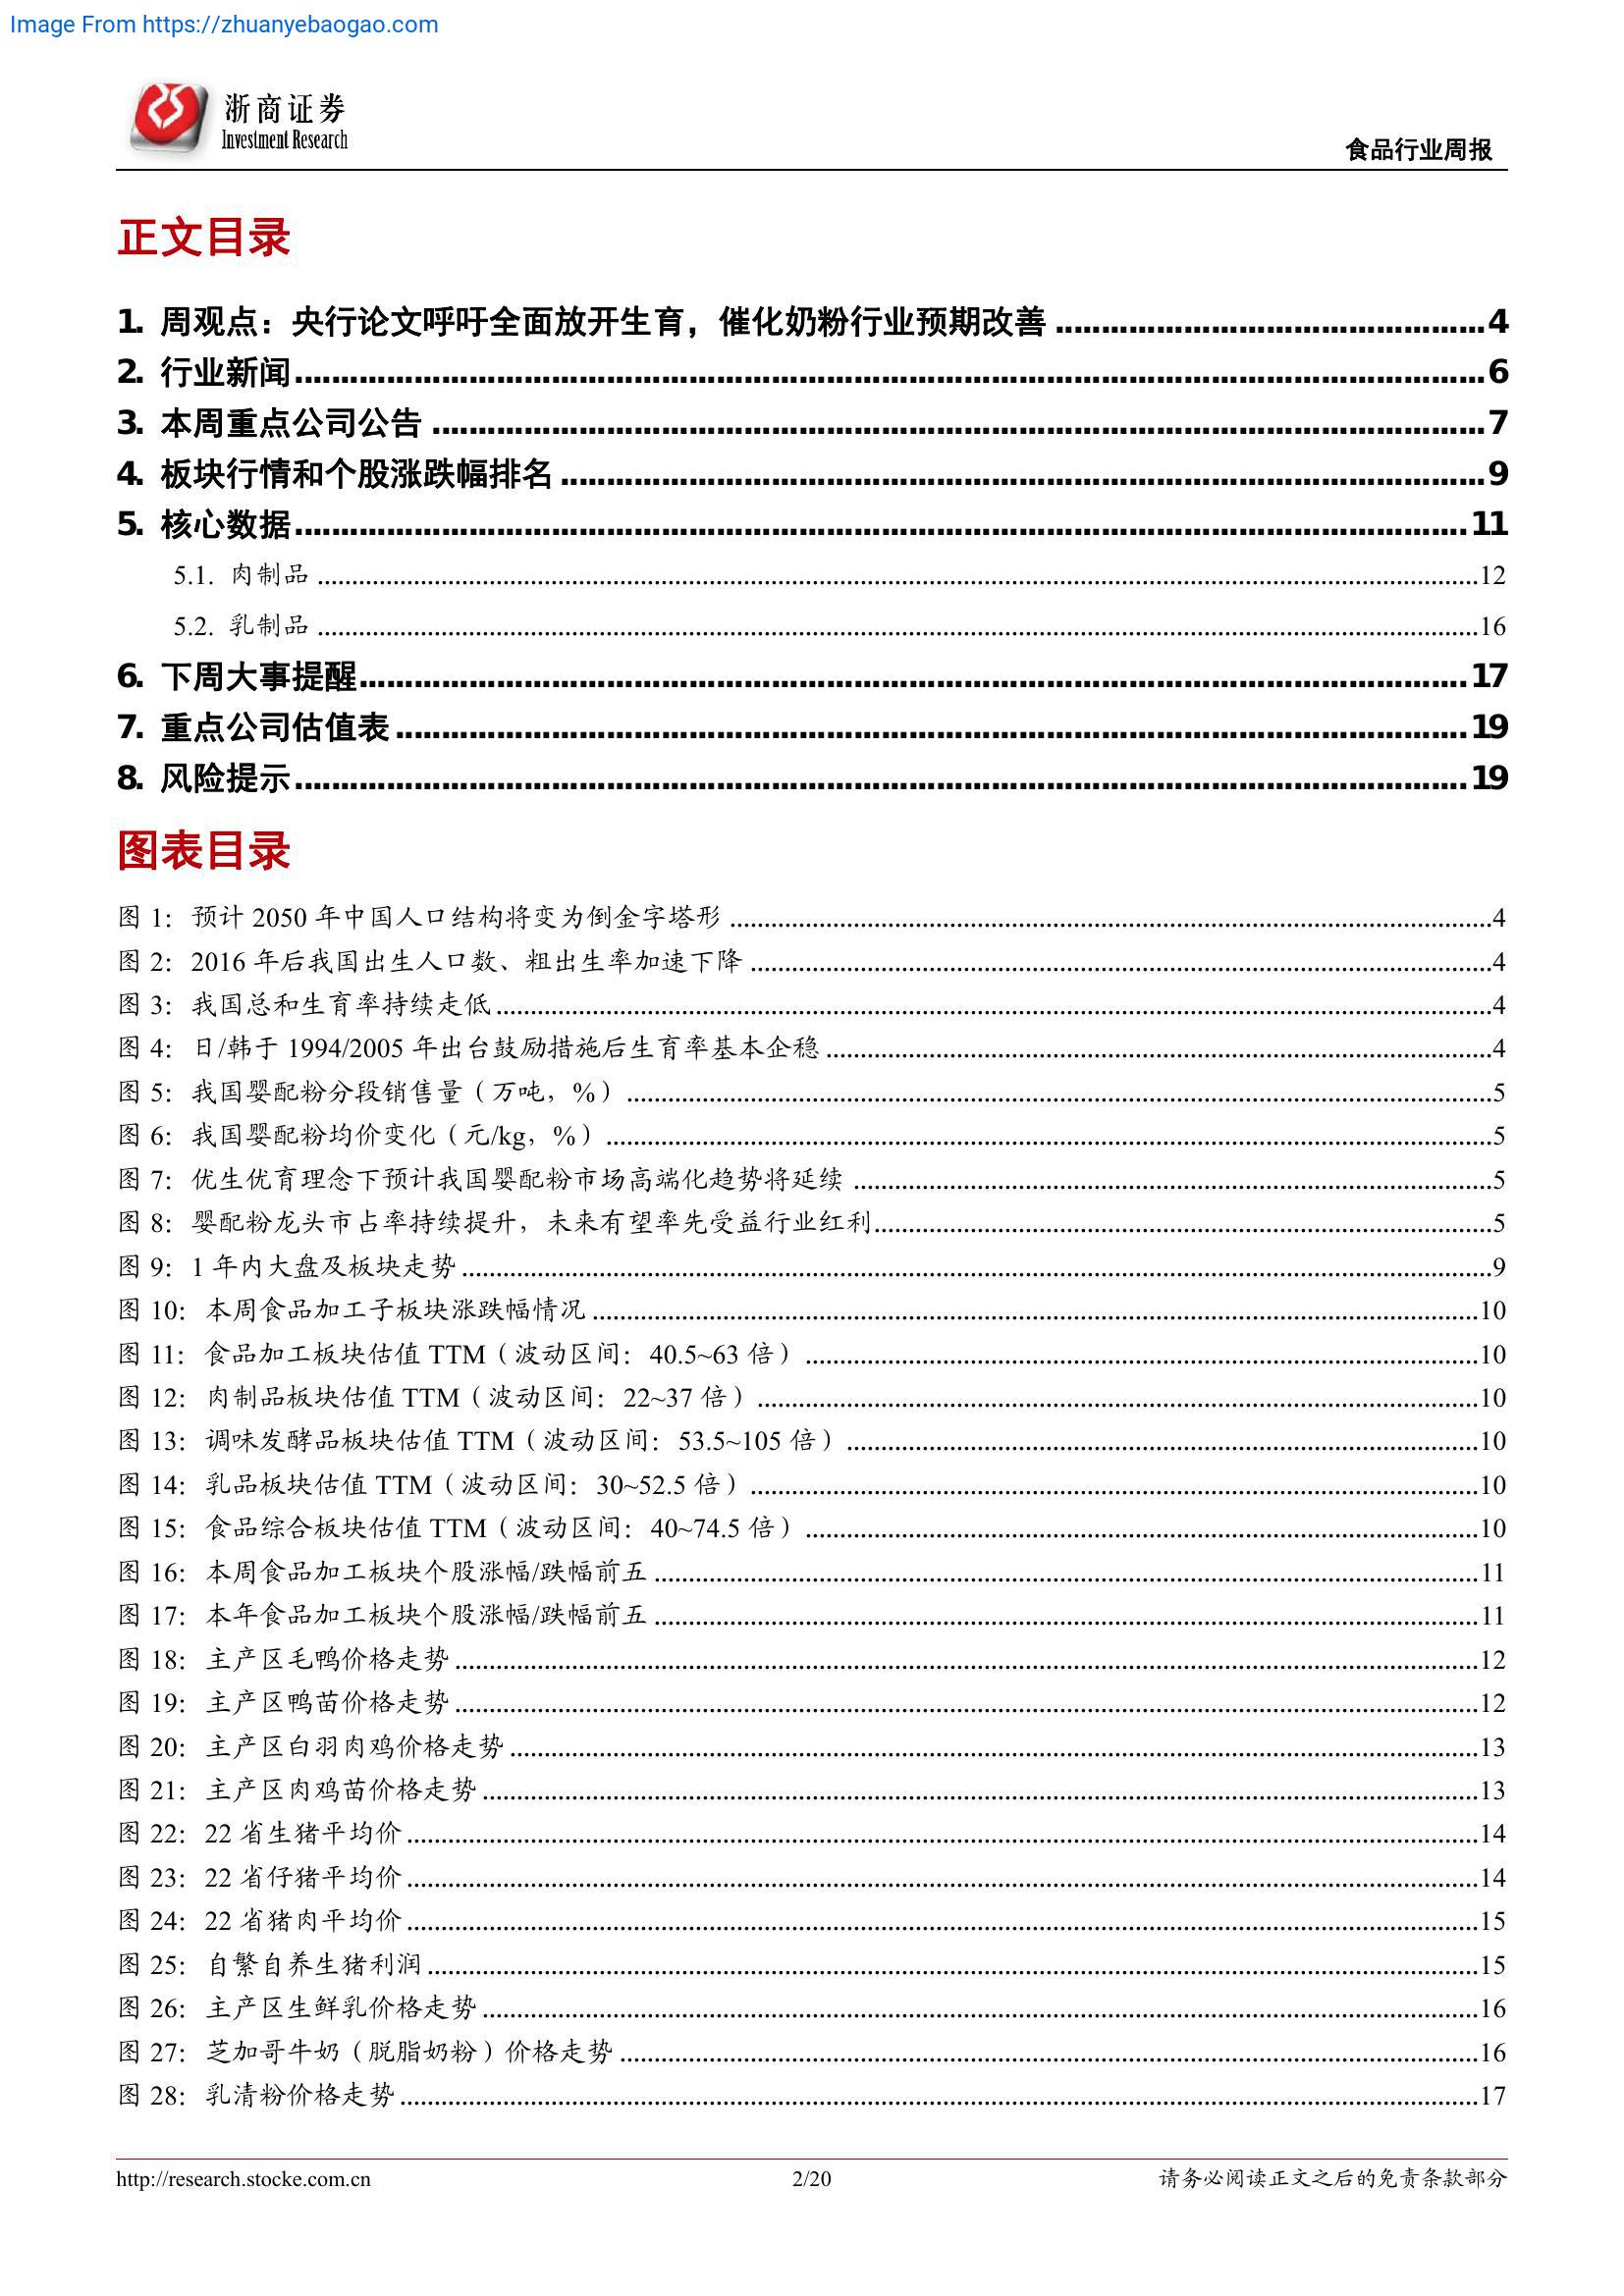 Image From https://zhuanyebaogao.com
浙商证券
Investment Research
食品行业周报
正文目录
1. 周观点：央行论文呼吁全面放开生育，催化奶粉行业预期改善 4
2. 行业新闻 6
3. 本周重点公司公告 7
4. 板块行情和个股涨跌幅排名 9
5. 核心数据 11
5.1. 肉制品 12
5.2. 乳制品 16
6. 下周大事提醒 17
7. 重点公司估值表 19
8. 风险提示 19
图表目录
图 1：预计 2050 年中国人口结构将变为倒金字塔形 4
图 2：2016 年后我国出生人口数、粗出生率加速下降 4
图 3：我国总和生育率持续走低 4
图 4：日/韩于 1994/2005 年出台鼓励措施后生育率基本企稳 4
图 5：我国婴配粉分段销售量（万吨，%） 5
图 6：我国婴配粉均价变化（元/kg，%） 5
图 7：优生优育理念下预计我国婴配粉市场高端化趋势将延续 5
图 8：婴配粉龙头市占率持续提升，未来有望率先受益行业红利 5
图 9：1 年内大盘及板块走势 9
图 10：本周食品加工子板块涨跌幅情况 10
图 11：食品加工板块估值 TTM（波动区间：40.5~63 倍） 10
图 12：肉制品板块估值 TTM（波动区间：22~37 倍） 10
图 13：调味发酵品板块估值 TTM（波动区间：53.5~105 倍） 10
图 14：乳品板块估值 TTM（波动区间：30~52.5 倍） 10
图 15：食品综合板块估值 TTM（波动区间：40~74.5 倍） 10
图 16：本周食品加工板块个股涨幅/跌幅前五 11
图 17：本年食品加工板块个股涨幅/跌幅前五 11
图 18：主产区毛鸭价格走势 12
图 19：主产区鸭苗价格走势 12
图 20：主产区白羽肉鸡价格走势 13
图 21：主产区肉鸡苗价格走势 13
图 22：22 省生猪平均价 14
图 23：22 省仔猪平均价 14
图 24：22 省猪肉平均价 15
图 25：自繁自养生猪利润 15
图 26：主产区生鲜乳价格走势 16
图 27：芝加哥牛奶（脱脂奶粉）价格走势 16
图 28：乳清粉价格走势 17
http://research.stocke.com.cn 2/20 请务必阅读正文之后的免责条款部分